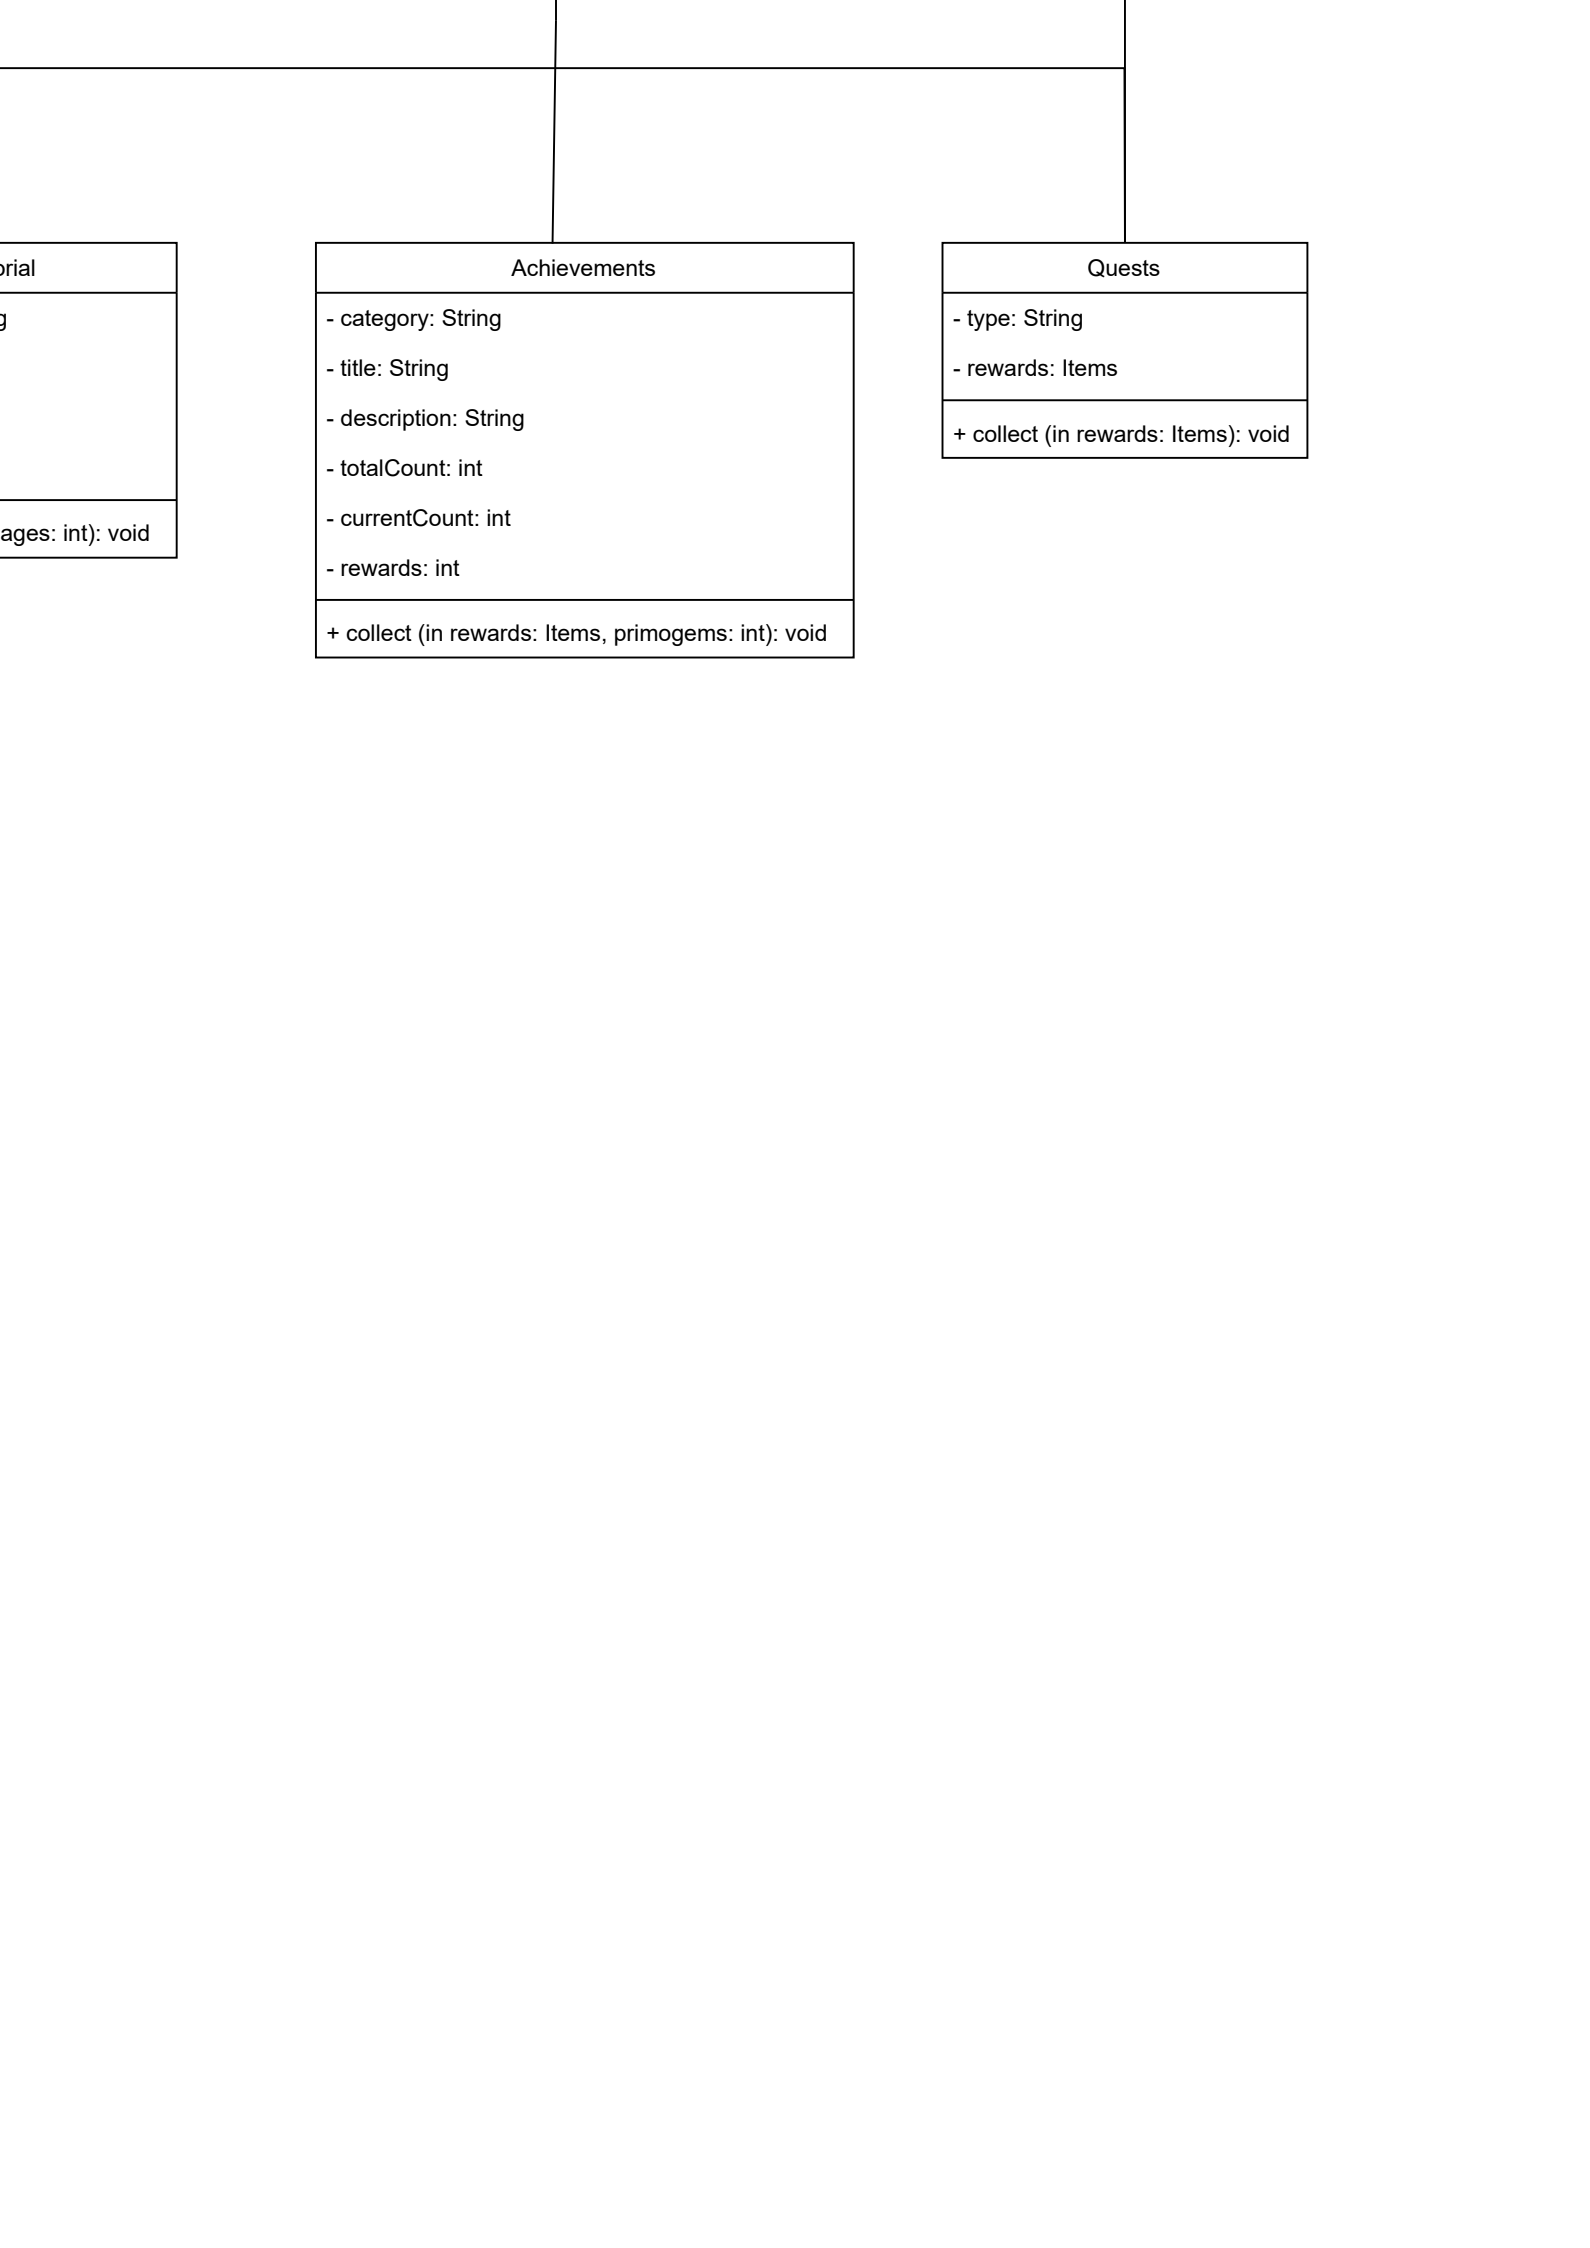 orial
g
ages: int): void
Achievements
- category: String
- title: String
- description: String
- totalCount: int
- currentCount: int
- rewards: int
+ collect (in rewards: Items, primogems: int): void
Quests
- type: String
- rewards: Items
+ collect (in rewards: Items): void